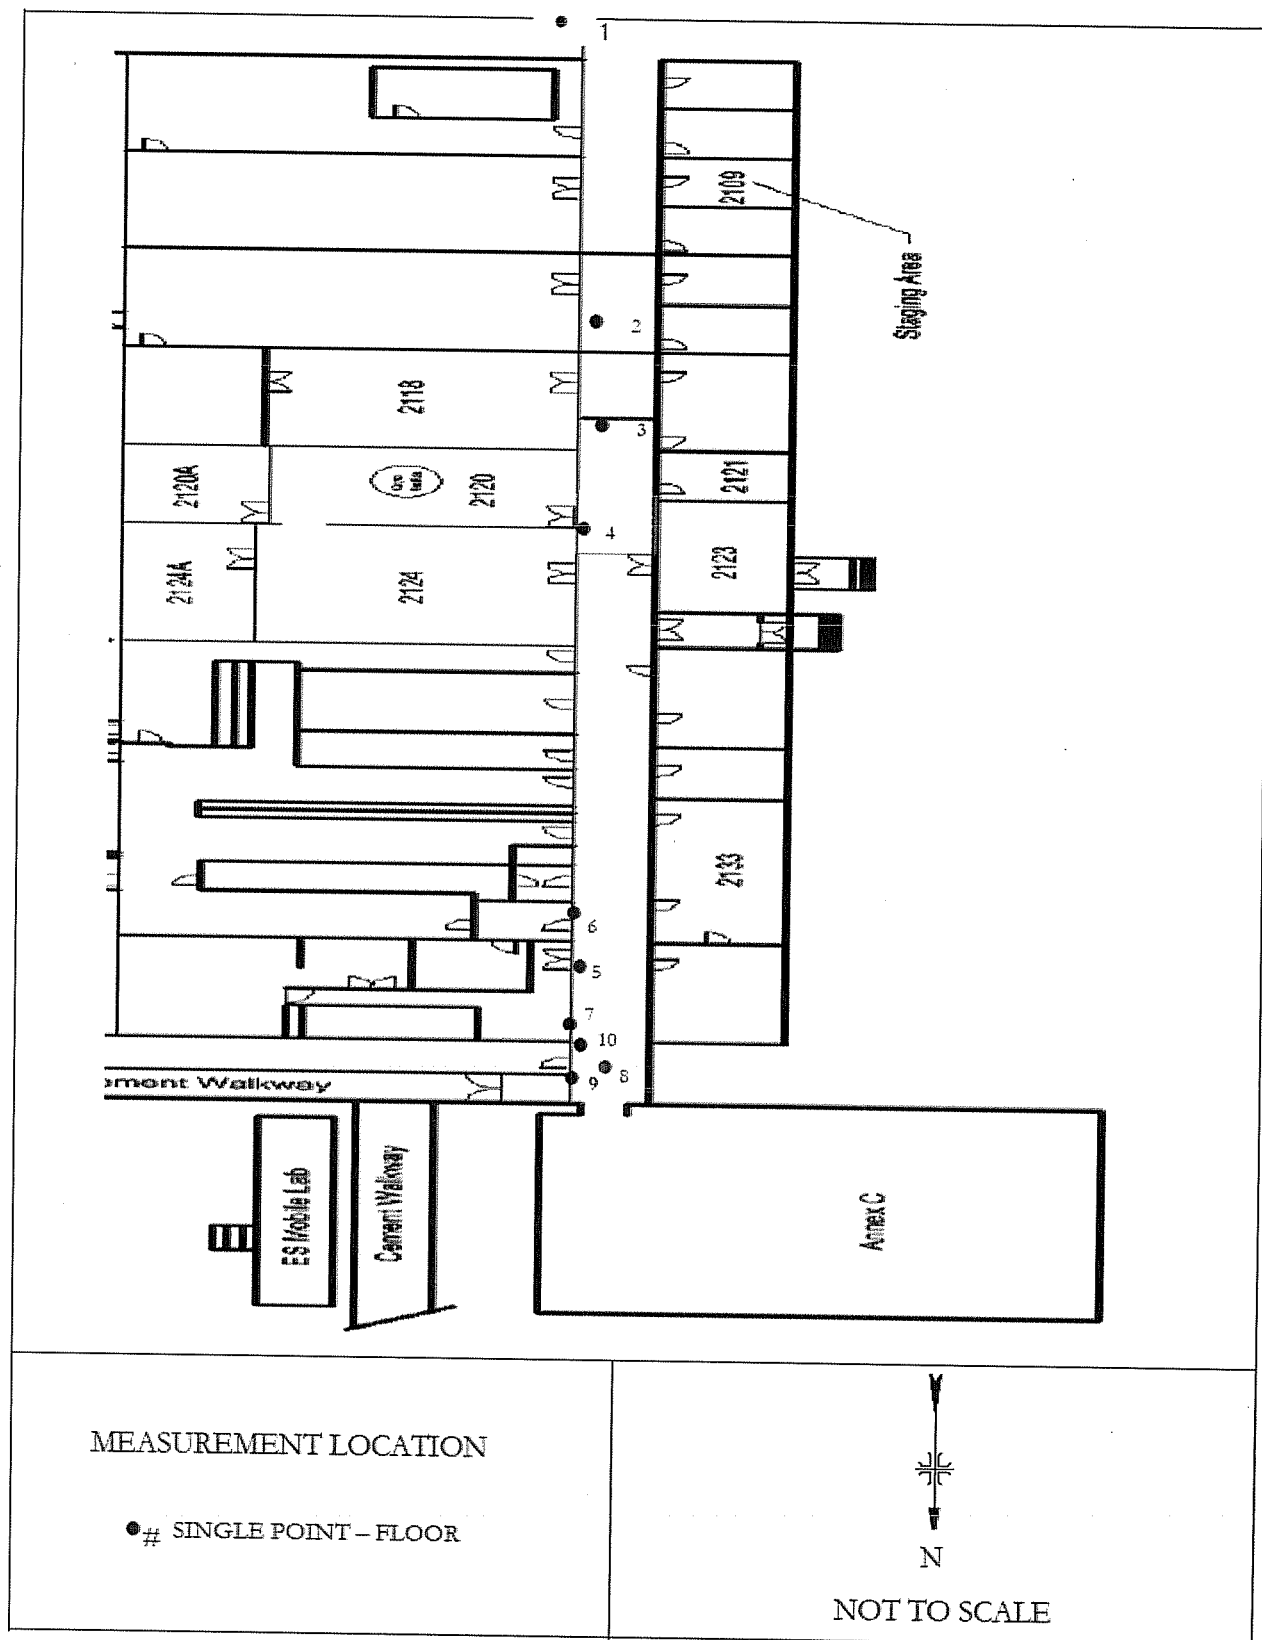 1
2109
Staging Area
2
2118
3
2120A
2120
2121
4
2124A
2124
2123
2133
6
5
7
10
8
9
ement Walkway
ES Mobile Lab
Cement Walkway
Annex C
MEASUREMENT LOCATION
# SINGLE POINT – FLOOR
N
NOT TO SCALE